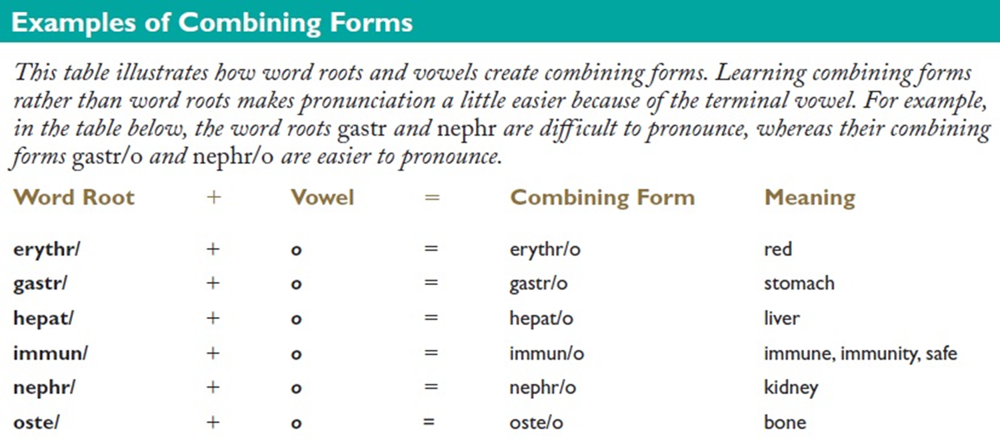 Examples of Combining Forms
This table illustrates how word roots and vowels create combining forms. Learning combining forms
rather than word roots makes pronunciation a little easier because of the terminal vowel. For example,
in the table below, the word roots gastr and nephr are difficult to pronounce, whereas their combining
forms gastr/o and nephr/o are easier to pronounce.
Word Root + Vowel = Combining Form Meaning
erythr/ + o = erythr/o red
gastr/ + o = gastr/o stomach
hepat/ + o = hepat/o liver
immun/ + o = immun/o immune, immunity, safe
nephr/ + o = nephr/o kidney
oste/ + o = oste/o bone